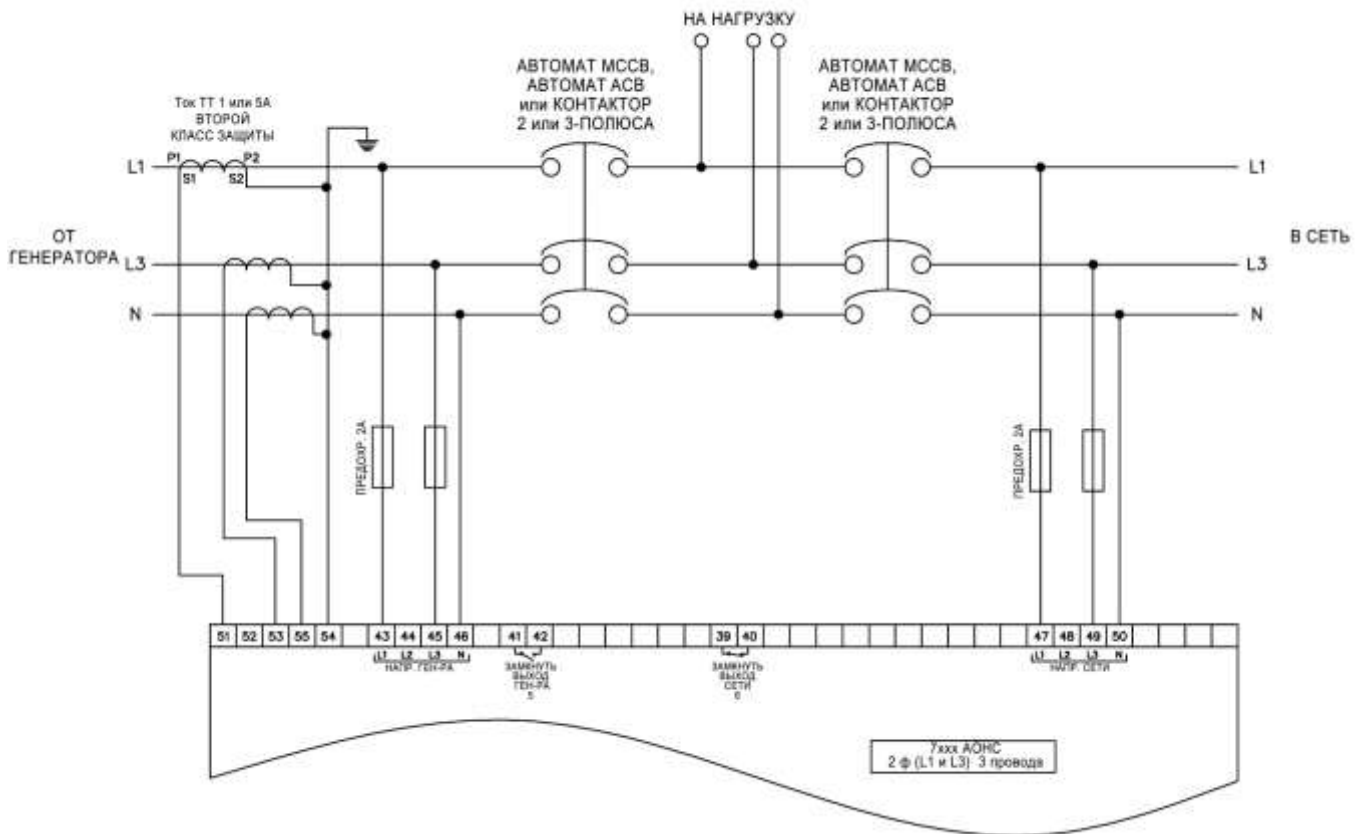 НА НАГРУЗКУ
АВТОМАТ МССВ,
АВТОМАТ АСВ
или КОНТАКТОР
2 или 3-ПОЛЮСА
АВТОМАТ МССВ,
АВТОМАТ АСВ
или КОНТАКТОР
2 или 3-ПОЛЮСА
Ток ТТ 1 или 5А
ВТОРОЙ
КЛАСС ЗАЩИТЫ
P1 P2
L1
S1 S2
L1
ОТ
ГЕНЕРАТОРА
В СЕТЬ
L3
L3
N
N
ПРЕДОХР. 2А
ПРЕДОХР. 2А
51 52 53 55 54 43 44 45 46 41 42 39 40 47 48 49 50
L1 L2 L3 N
НАПР. ГЕН-РА
ЗАМКНУТЬ
ВЫХОД
ГЕН-РА
5
ЗАМКНУТЬ
ВЫХОД
СЕТИ
6
L1 L2 L3 N
НАПР. СЕТИ
7xxx АОНС
2 ф (L1 и L3) 3 провода